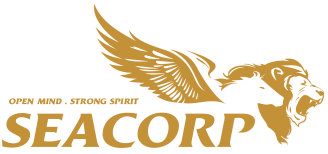 OPEN MIND . STRONG SPIRIT
SEACORP